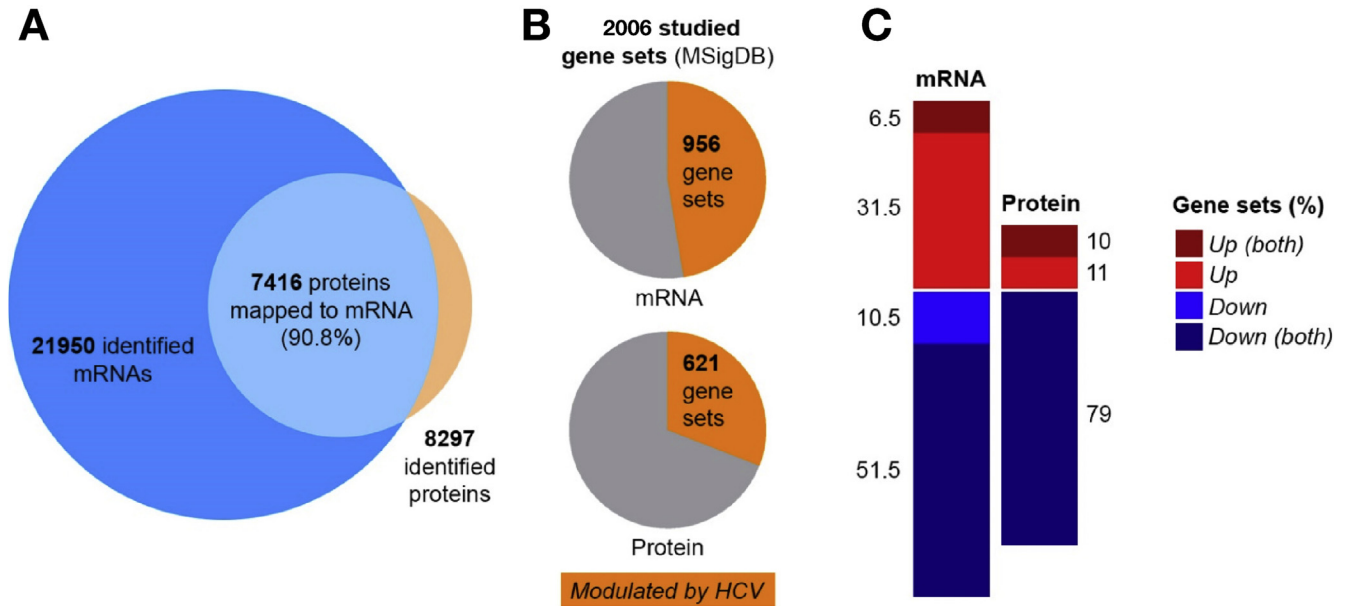 A
21950 identified
mRNAs
7416 proteins
mapped to mRNA
(90.8%)
8297
identified
proteins
B
2006 studied
gene sets (MSigDB)
956
gene
sets
mRNA
621
gene
sets
Protein
Modulated by HCV
C
mRNA
6.5
31.5
10.5
51.5
Protein
10
11
79
Gene sets (%)
Up (both)
Up
Down
Down (both)